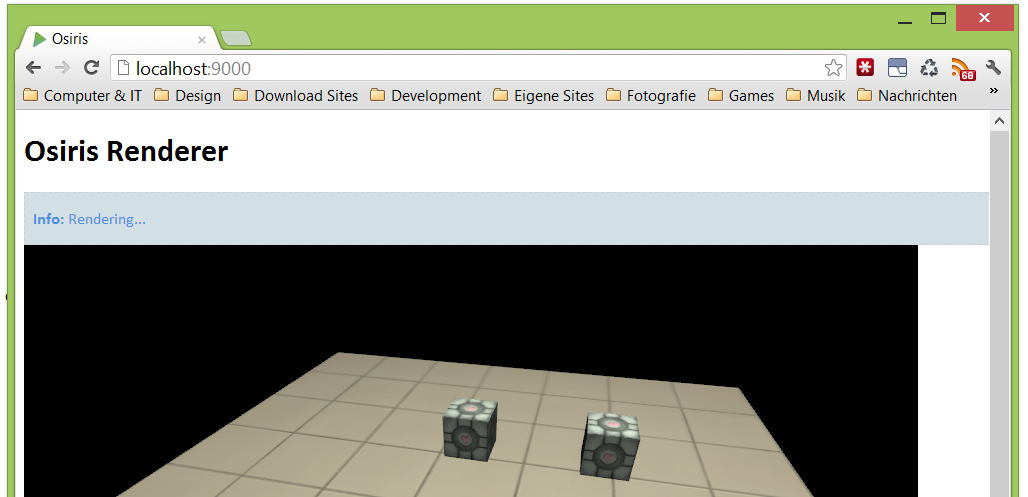 Osiris
localhost:9000
68
Computer & IT Design Download Sites Development Eigene Sites Fotografie Games Musik Nachrichten »
Osiris Renderer
Info: Rendering...